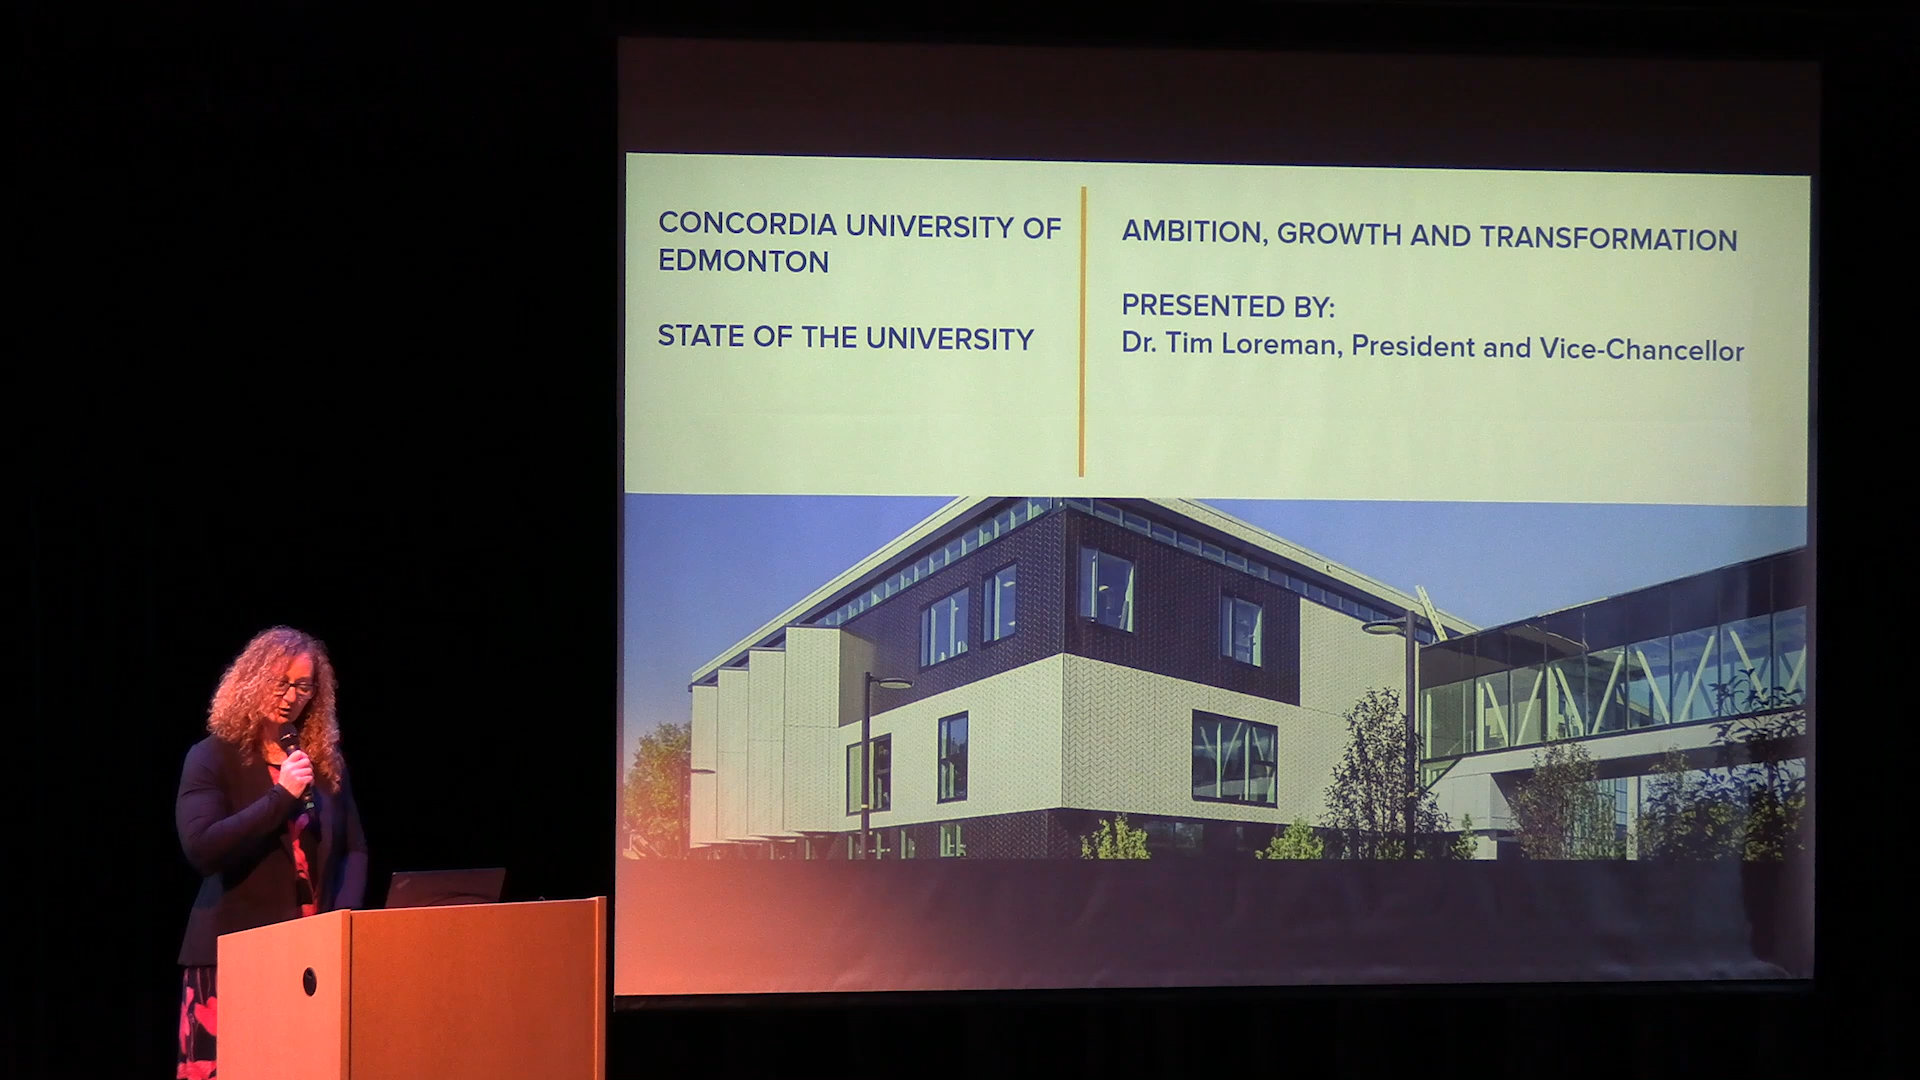 CONCORDIA UNIVERSITY OF
EDMONTON
STATE OF THE UNIVERSITY
AMBITION, GROWTH AND TRANSFORMATION
PRESENTED BY:
Dr. Tim Loreman, President and Vice-Chancellor